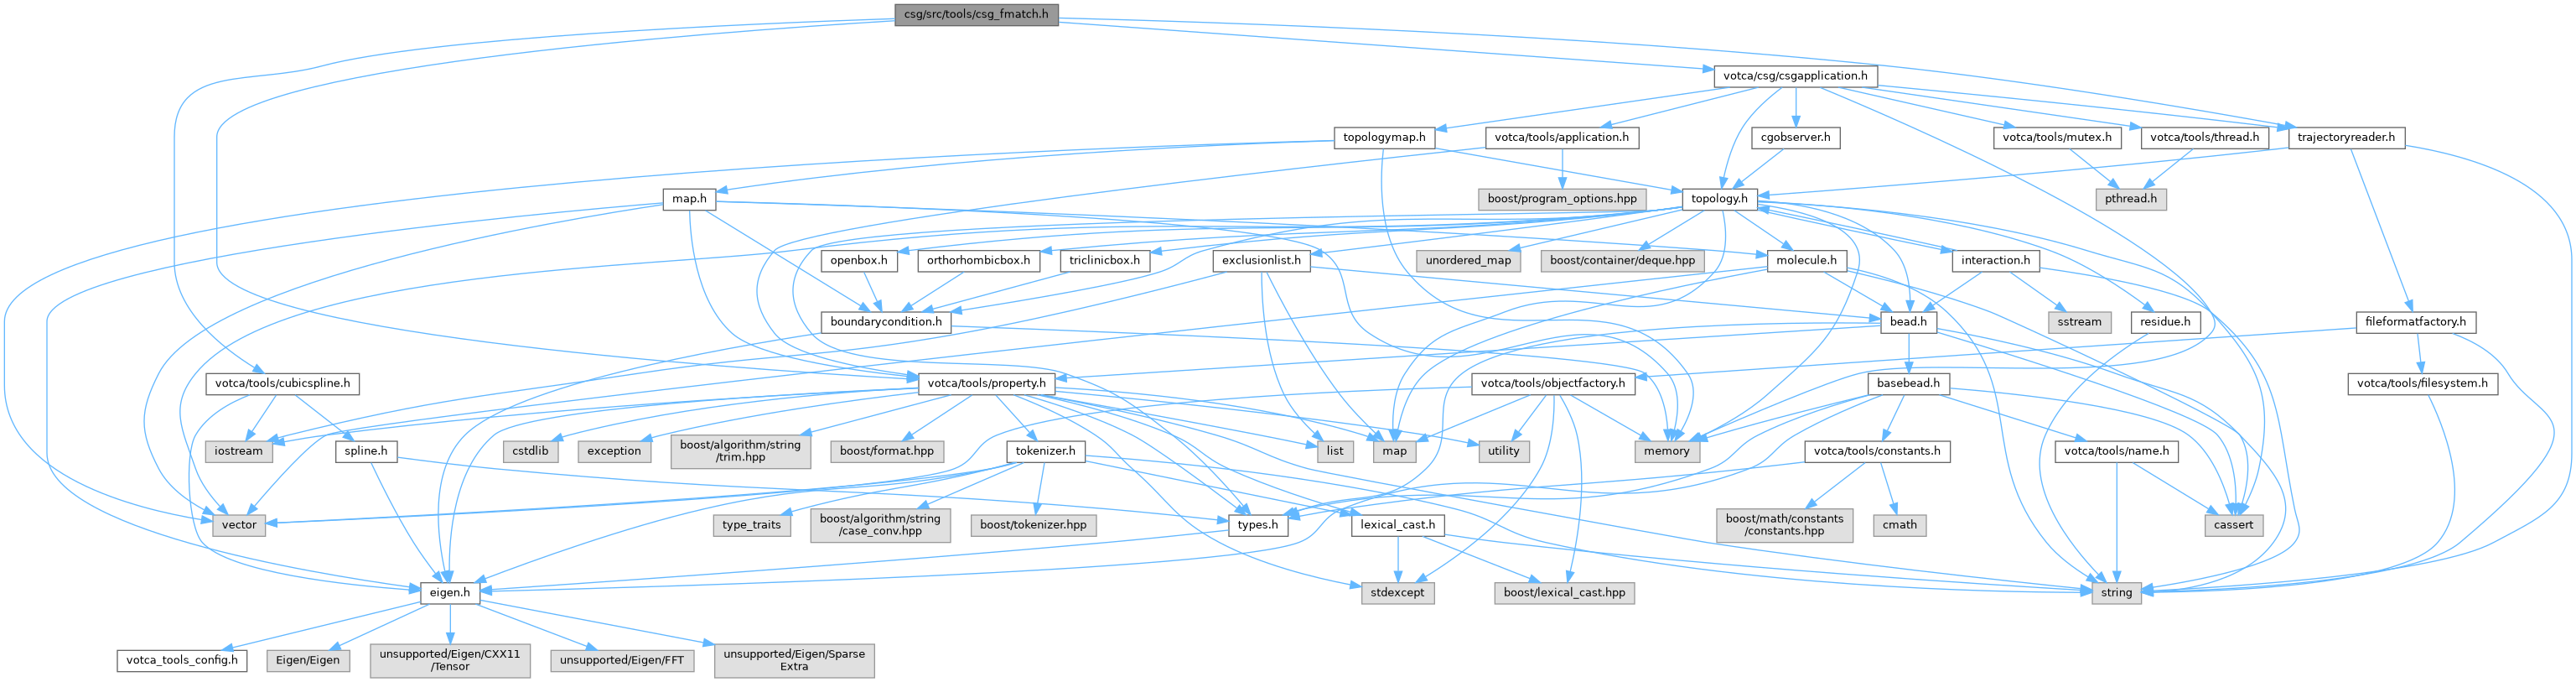 csg/src/tools/csg_fmatch.h
votca/csg/csgapplication.h
topologymap.h
votca/tools/application.h
cgobserver.h
votca/tools/mutex.h
votca/tools/thread.h
trajectoryreader.h
map.h
boost/program_options.hpp
topology.h
pthread.h
openbox.h
orthorhombicbox.h
triclinicbox.h
exclusionlist.h
unordered_map
boost/container/deque.hpp
molecule.h
interaction.h
boundarycondition.h
bead.h
sstream
residue.h
fileformatfactory.h
votca/tools/cubicspline.h
votca/tools/property.h
votca/tools/objectfactory.h
basebead.h
votca/tools/filesystem.h
iostream
spline.h
cstdlib
exception
boost/algorithm/string
/trim.hpp
boost/format.hpp
tokenizer.h
list
map
utility
memory
votca/tools/constants.h
votca/tools/name.h
vector
type_traits
boost/algorithm/string
/case_conv.hpp
boost/tokenizer.hpp
types.h
lexical_cast.h
boost/math/constants
/constants.hpp
cmath
cassert
eigen.h
stdexcept
boost/lexical_cast.hpp
string
votca_tools_config.h
Eigen/Eigen
unsupported/Eigen/CXX11
/Tensor
unsupported/Eigen/FFT
unsupported/Eigen/Sparse
Extra